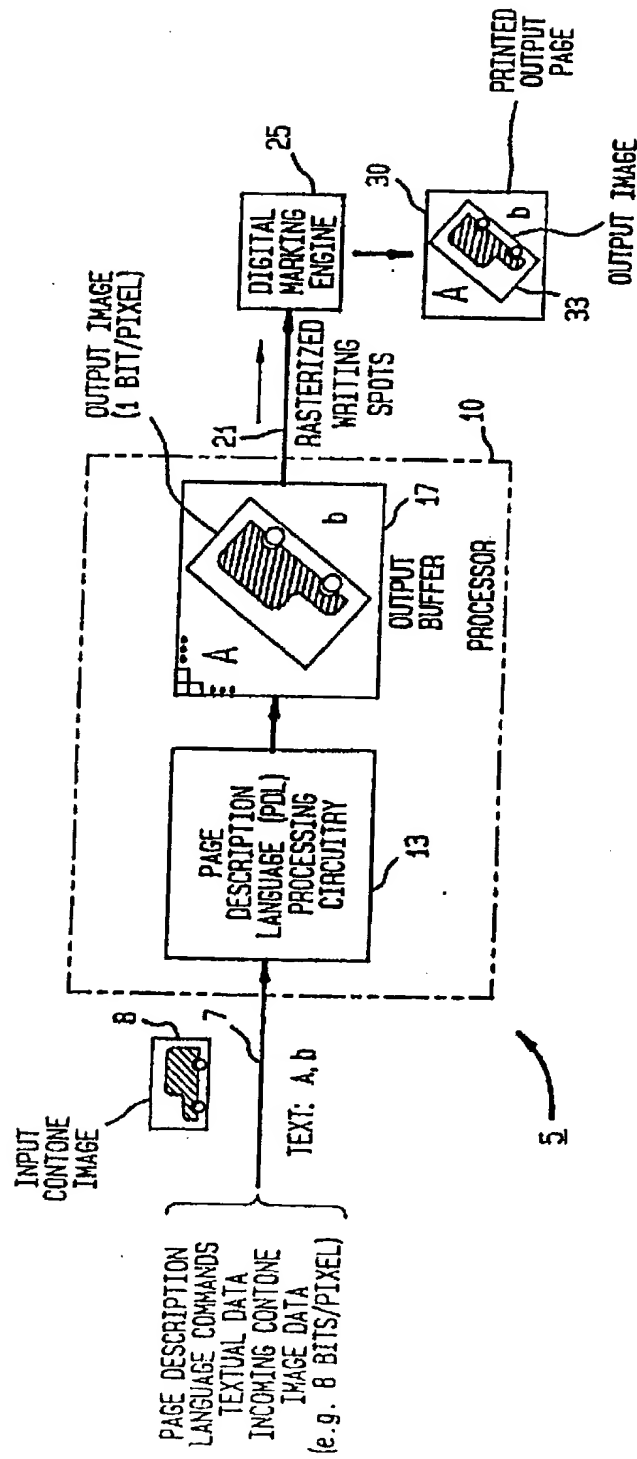 PAGE DESCRIPTION
LANGUAGE COMMANDS
TEXTUAL DATA
INCOMING CONTONE
IMAGE DATA
(e.g. 8 BITS/PIXEL)
INPUT
CONTONE
IMAGE
8
7
TEXT: A,b
5
PAGE
DESCRIPTION
LANGUAGE (PDL)
PROCESSING
CIRCUITRY
13
A
b
OUTPUT
BUFFER
17
PROCESSOR
10
OUTPUT IMAGE
(1 BIT/PIXEL)
21
RASTERIZED
WRITING
SPOTS
DIGITAL
MARKING
ENGINE
25
30
A
b
33
OUTPUT IMAGE
PRINTED
OUTPUT
PAGE